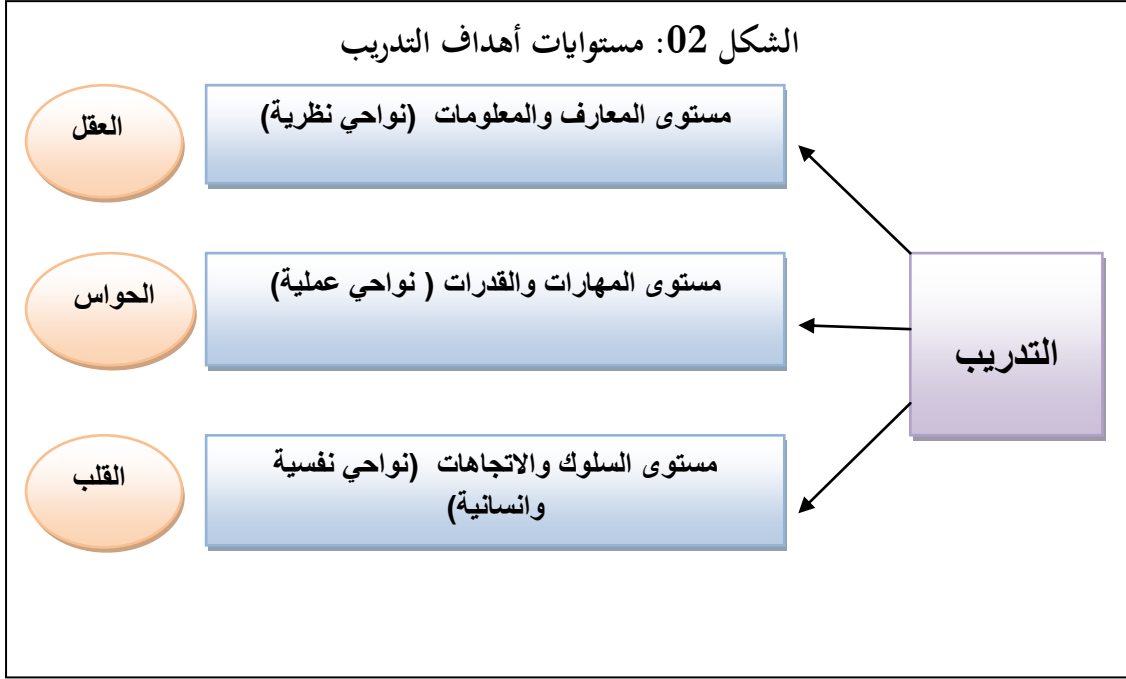 الشكل 02: مستوايات أهداف التدريب
مستوى المعارف والمعلومات (نواحي نظرية)
العقل
مستوى المهارات والقدرات ( نواحي عملية)
الحواس
التدريب
مستوى السلوك والاتجاهات (نواحي نفسية
وانسانية)
القلب